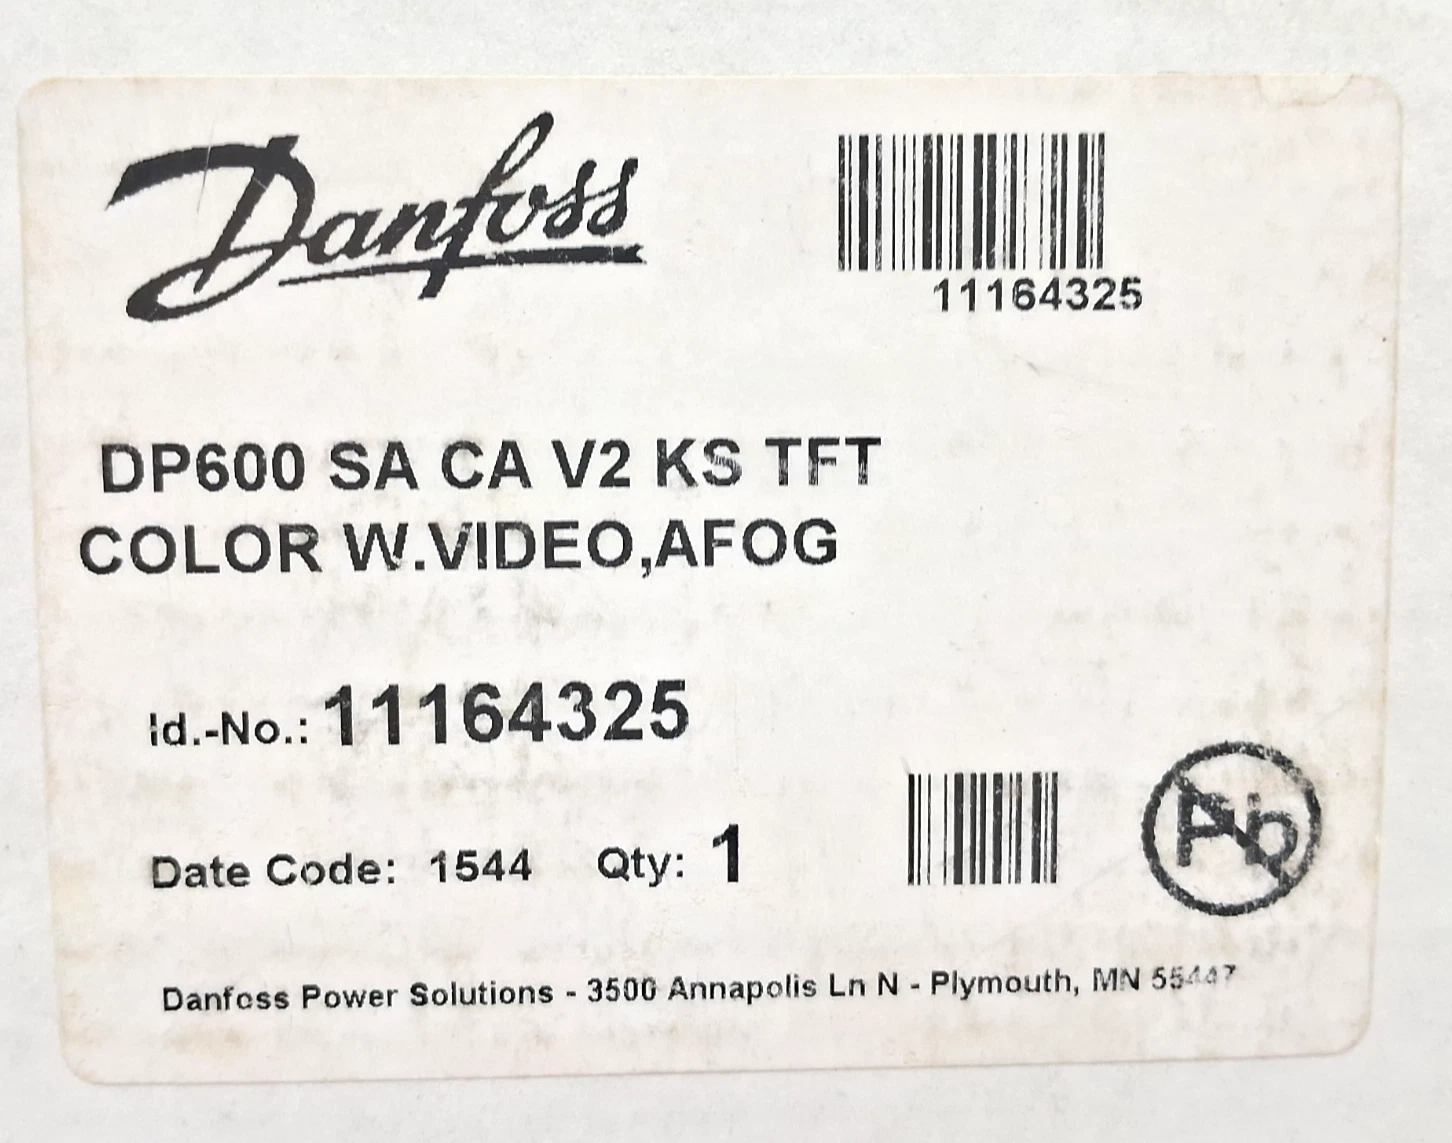 Danfoss
11164325
DP600 SA CA V2 KS TFT
COLOR W.VIDEO,AFOG
Id.-No.: 11164325
Date Code: 1544 Qty: 1
Pb
Danfoss Power Solutions - 3500 Annapolis Ln N - Plymouth, MN 55447